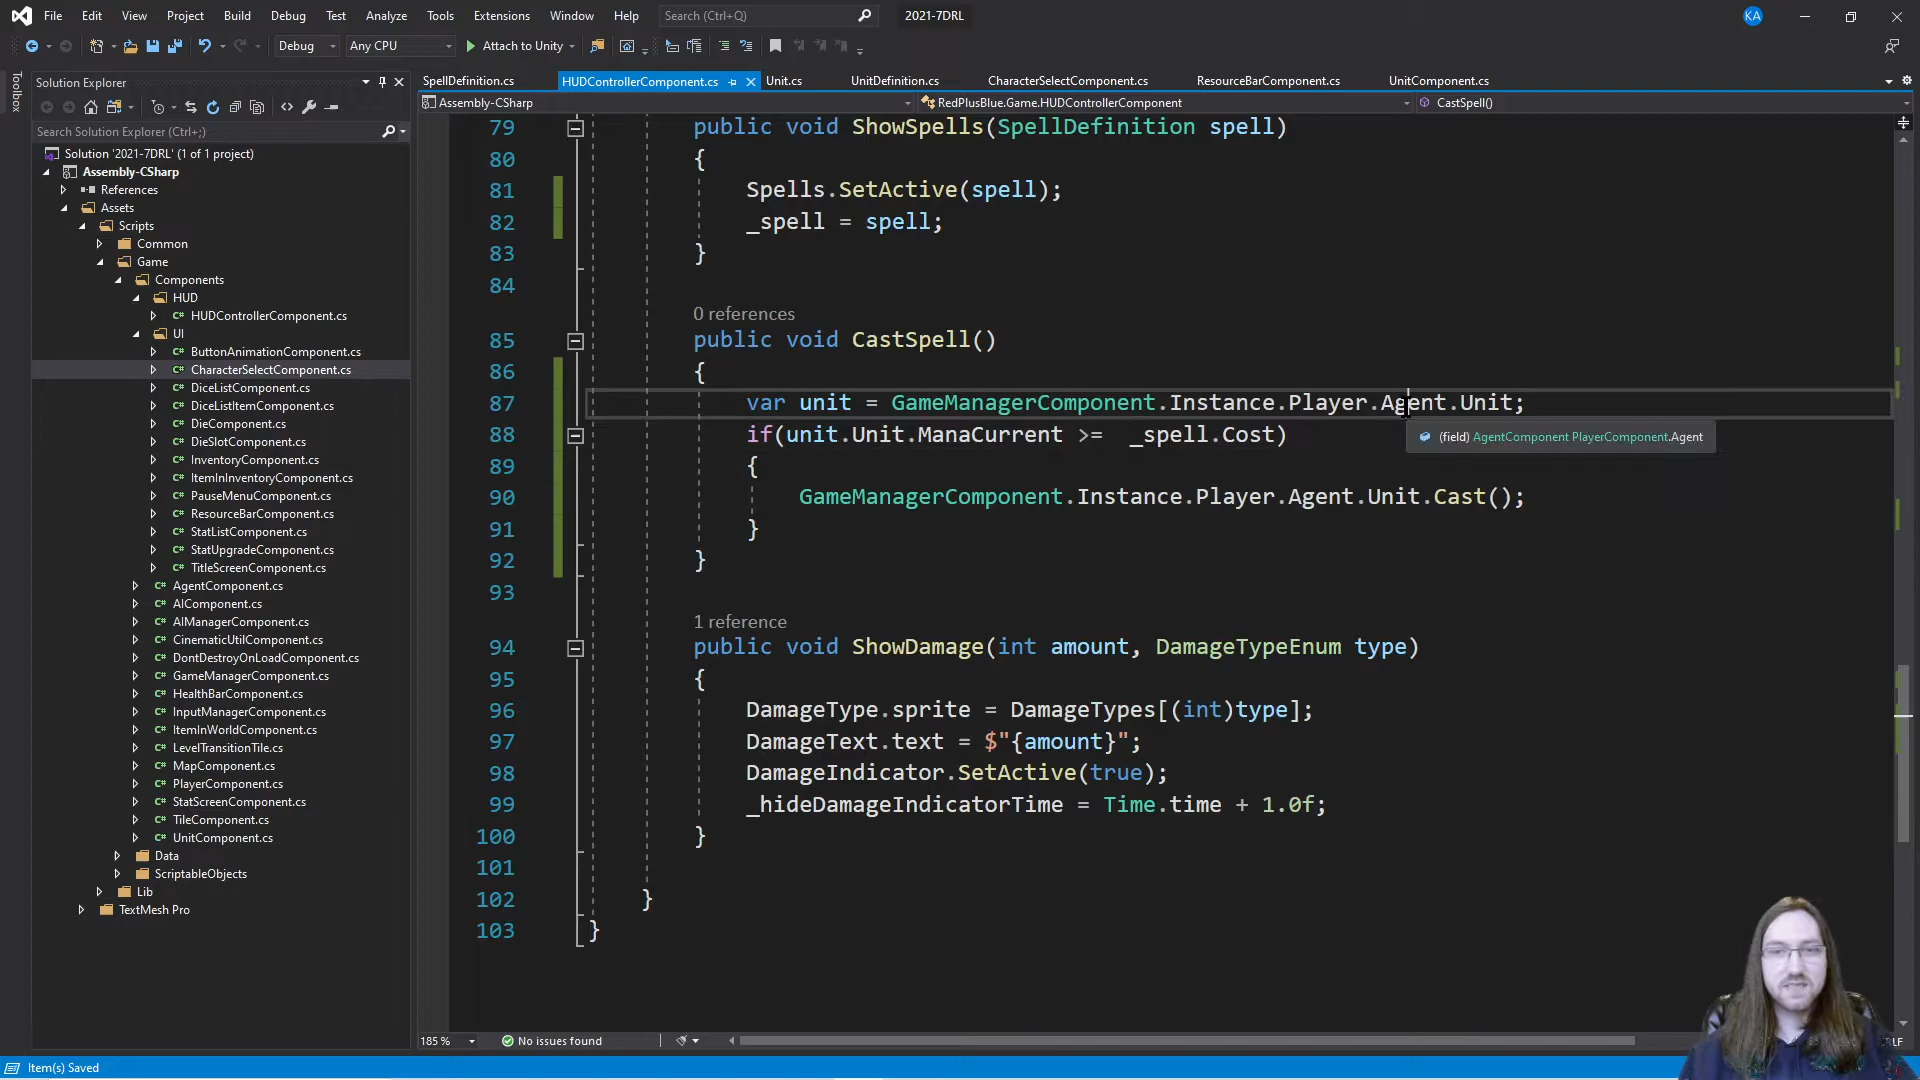 File Edit View Project Build Debug Test Analyze Tools Extensions Window Help Search (Ctrl+Q) 2021-7DRL KA
Debug Any CPU Attach to Unity
Toolbox
Solution Explorer
Search Solution Explorer (Ctrl+;)
Solution '2021-7DRL' (1 of 1 project)
Assembly-CSharp
References
Assets
Scripts
Common
Game
Components
HUD
HUDControllerComponent.cs
UI
ButtonAnimationComponent.cs
CharacterSelectComponent.cs
DiceListComponent.cs
DiceListItemComponent.cs
DieComponent.cs
DieSlotComponent.cs
InventoryComponent.cs
ItemInInventoryComponent.cs
PauseMenuComponent.cs
ResourceBarComponent.cs
StatListComponent.cs
StatUpgradeComponent.cs
TitleScreenComponent.cs
AgentComponent.cs
AIComponent.cs
AIManagerComponent.cs
CinematicUtilComponent.cs
DontDestroyOnLoadComponent.cs
GameManagerComponent.cs
HealthBarComponent.cs
InputManagerComponent.cs
ItemInWorldComponent.cs
LevelTransitionTile.cs
MapComponent.cs
PlayerComponent.cs
StatScreenComponent.cs
TileComponent.cs
UnitComponent.cs
Data
ScriptableObjects
Lib
TextMesh Pro
SpellDefinition.cs HUDControllerComponent.cs Unit.cs UnitDefinition.cs CharacterSelectComponent.cs ResourceBarComponent.cs UnitComponent.cs
Assembly-CSharp RedPlusBlue.Game.HUDControllerComponent CastSpell()
79 public void ShowSpells(SpellDefinition spell)
80 {
81 Spells.SetActive(spell);
82 _spell = spell;
83 }
84
0 references
85 public void CastSpell()
86 {
87 var unit = GameManagerComponent.Instance.Player.Agent.Unit;
88 if(unit.Unit.ManaCurrent >= _spell.Cost)
(field) AgentComponent PlayerComponent.Agent
89 {
90 GameManagerComponent.Instance.Player.Agent.Unit.Cast();
91 }
92 }
93
1 reference
94 public void ShowDamage(int amount, DamageTypeEnum type)
95 {
96 DamageType.sprite = DamageTypes[(int)type];
97 DamageText.text = $"{amount}";
98 DamageIndicator.SetActive(true);
99 _hideDamageIndicatorTime = Time.time + 1.0f;
100 }
101
102 }
103 }
185 % No issues found
Item(s) Saved